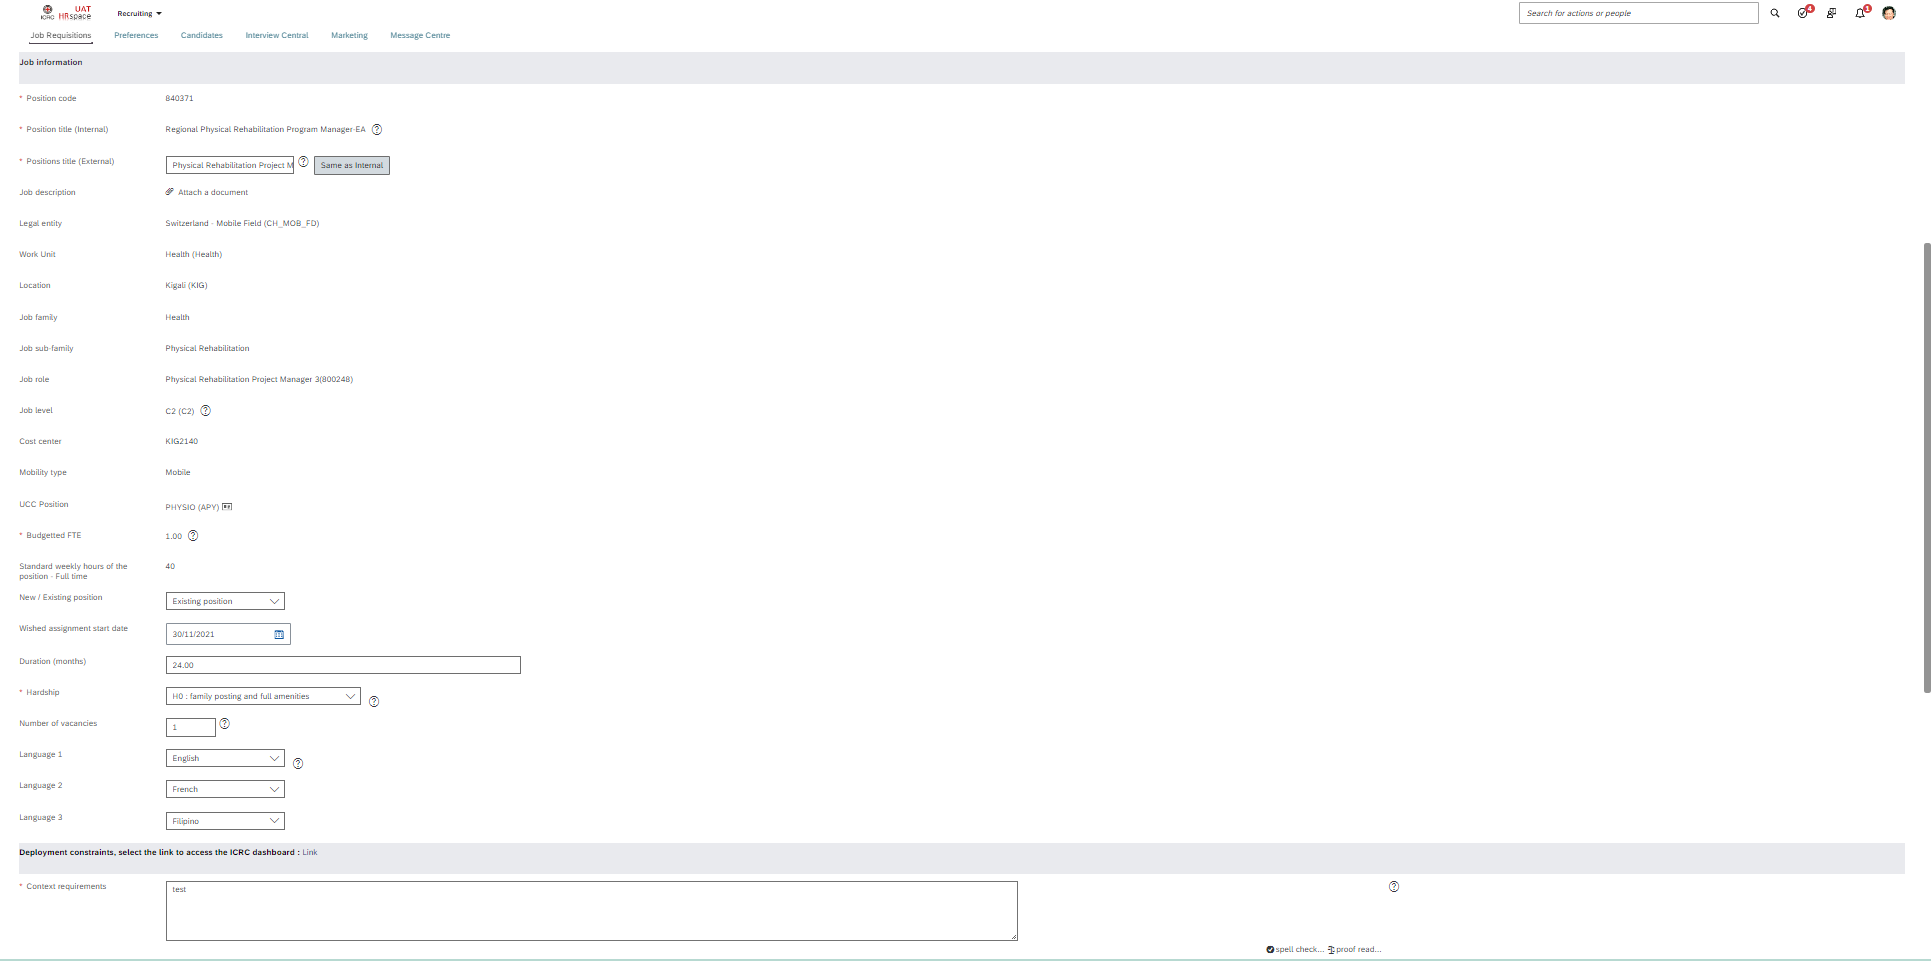 ICRC
UAT
HRspace
Recruiting
Search for actions or people
4
1
Job Requisitions
Preferences
Candidates
Interview Central
Marketing
Message Centre
Job information
* Position code
840371
* Position title (Internal)
Regional Physical Rehabilitation Program Manager-EA
* Positions title (External)
Physical Rehabilitation Project M
Same as Internal
Job description
Attach a document
Legal entity
Switzerland - Mobile Field (CH_MOB_FD)
Work Unit
Health (Health)
Location
Kigali (KIG)
Job family
Health
Job sub-family
Physical Rehabilitation
Job role
Physical Rehabilitation Project Manager 3(800248)
Job level
C2 (C2)
Cost center
KIG2140
Mobility type
Mobile
UCC Position
PHYSIO (APY)
* Budgetted FTE
1.00
Standard weekly hours of the
position - Full time
40
New / Existing position
Existing position
Wished assignment start date
30/11/2021
Duration (months)
24.00
* Hardship
H0 : family posting and full amenities
Number of vacancies
1
Language 1
English
Language 2
French
Language 3
Filipino
Deployment constraints, select the link to access the ICRC dashboard : Link
* Context requirements
test
spell check... proof read...